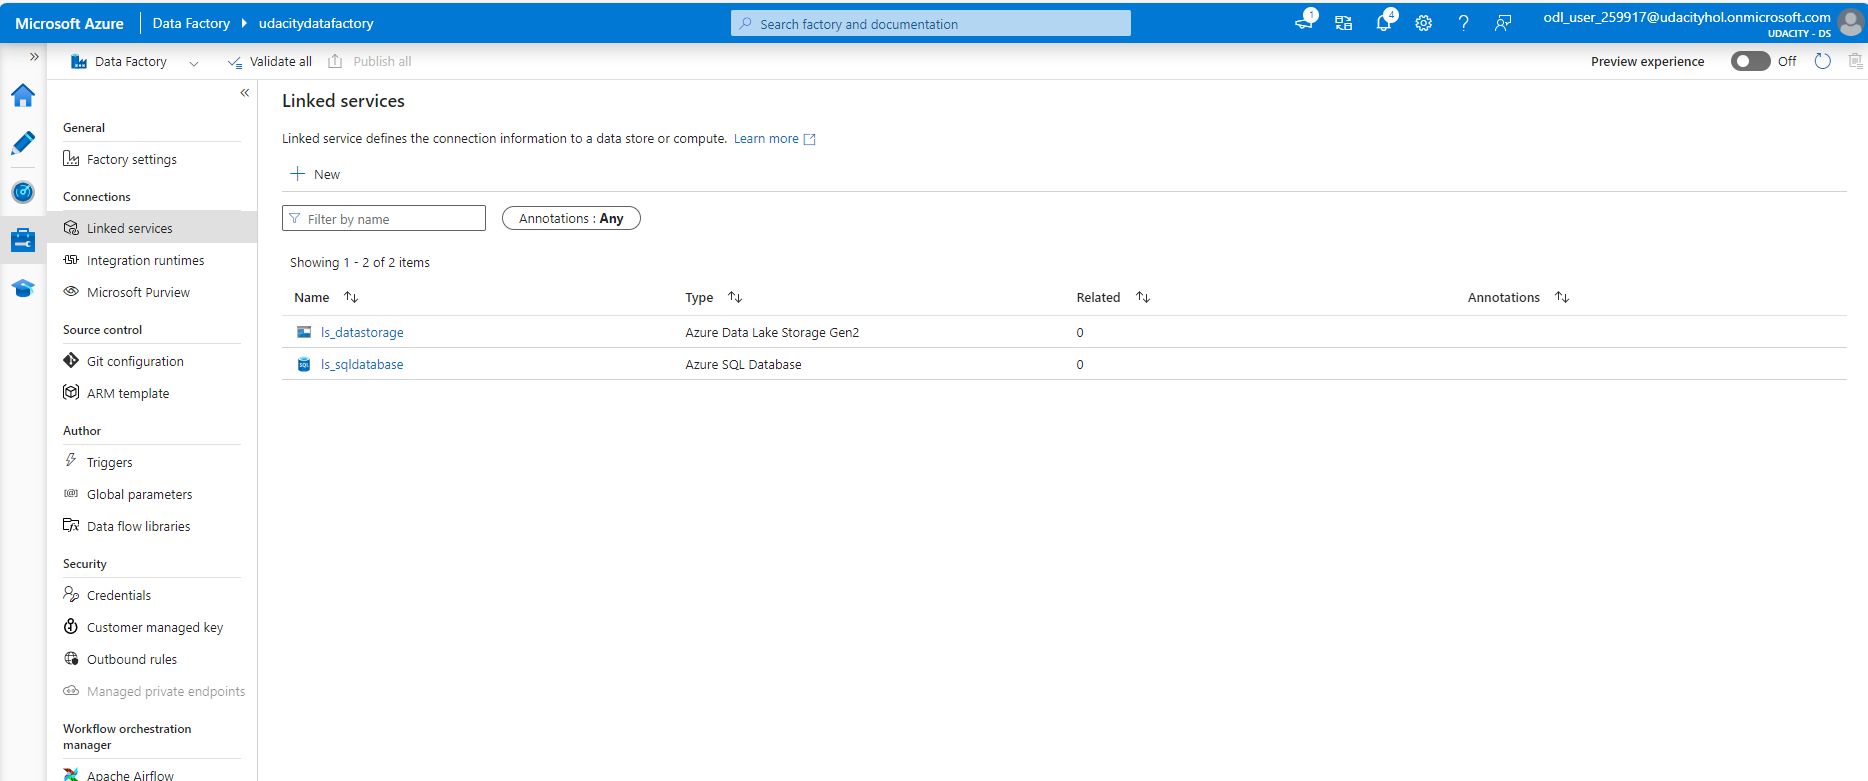 Microsoft Azure Data Factory udacitydatafactory Search factory and documentation 1 4 odl_user_259917@udacityhol.onmicrosoft.com
UDACITY - DS
Data Factory Validate all Publish all Preview experience Off
Linked services
Linked service defines the connection information to a data store or compute. Learn more
New
Filter by name Annotations : Any
Showing 1 - 2 of 2 items
Name Type Related Annotations
ls_datastorage Azure Data Lake Storage Gen2 0
ls_sqldatabase Azure SQL Database 0
General
Factory settings
Connections
Linked services
Integration runtimes
Microsoft Purview
Source control
Git configuration
ARM template
Author
Triggers
Global parameters
Data flow libraries
Security
Credentials
Customer managed key
Outbound rules
Managed private endpoints
Workflow orchestration
manager
Apache Airflow